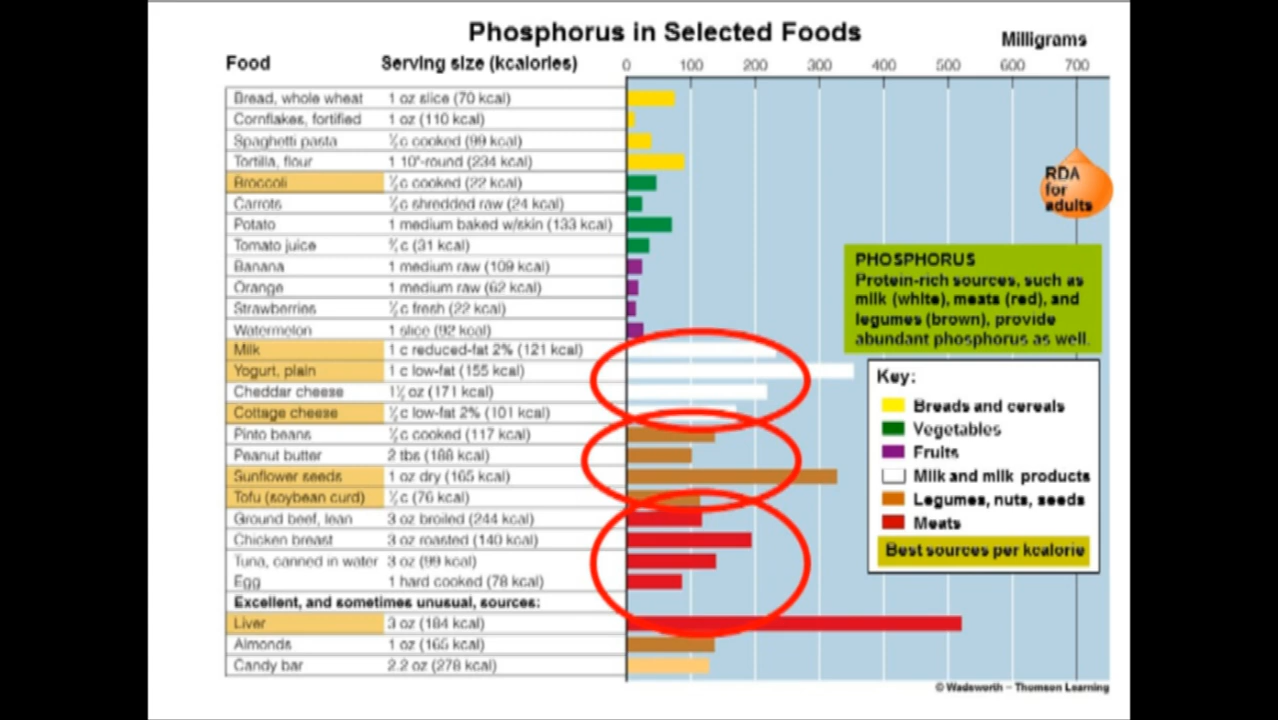 Phosphorus in Selected Foods
Milligrams
Food Serving size (kcalories) 0 100 200 300 400 500 600 700
Bread, whole wheat 1 oz slice (70 kcal)
Cornflakes, fortified 1 oz (110 kcal)
Spaghetti pasta ½ c cooked (99 kcal)
Tortilla, flour 1 10"-round (234 kcal)
Broccoli ½ c cooked (22 kcal)
Carrots ½ c shredded raw (24 kcal)
Potato 1 medium baked w/skin (133 kcal)
Tomato juice ¾ c (31 kcal)
Banana 1 medium raw (109 kcal)
Orange 1 medium raw (62 kcal)
Strawberries ½ c fresh (22 kcal)
Watermelon 1 slice (92 kcal)
Milk 1 c reduced-fat 2% (121 kcal)
Yogurt, plain 1 c low-fat (155 kcal)
Cheddar cheese 1½ oz (171 kcal)
Cottage cheese ½ c low-fat 2% (101 kcal)
Pinto beans ½ c cooked (117 kcal)
Peanut butter 2 tbs (188 kcal)
Sunflower seeds 1 oz dry (165 kcal)
Tofu (soybean curd) ½ c (76 kcal)
Ground beef, lean 3 oz broiled (244 kcal)
Chicken breast 3 oz roasted (140 kcal)
Tuna, canned in water 3 oz (99 kcal)
Egg 1 hard cooked (78 kcal)
Excellent, and sometimes unusual, sources:
Liver 3 oz (184 kcal)
Almonds 1 oz (165 kcal)
Candy bar 2.2 oz (278 kcal)
RDA
for
adults
PHOSPHORUS
Protein-rich sources, such as
milk (white), meats (red), and
legumes (brown), provide
abundant phosphorus as well.
Key:
Breads and cereals
Vegetables
Fruits
Milk and milk products
Legumes, nuts, seeds
Meats
Best sources per kcalorie
© Wadsworth – Thomson Learning